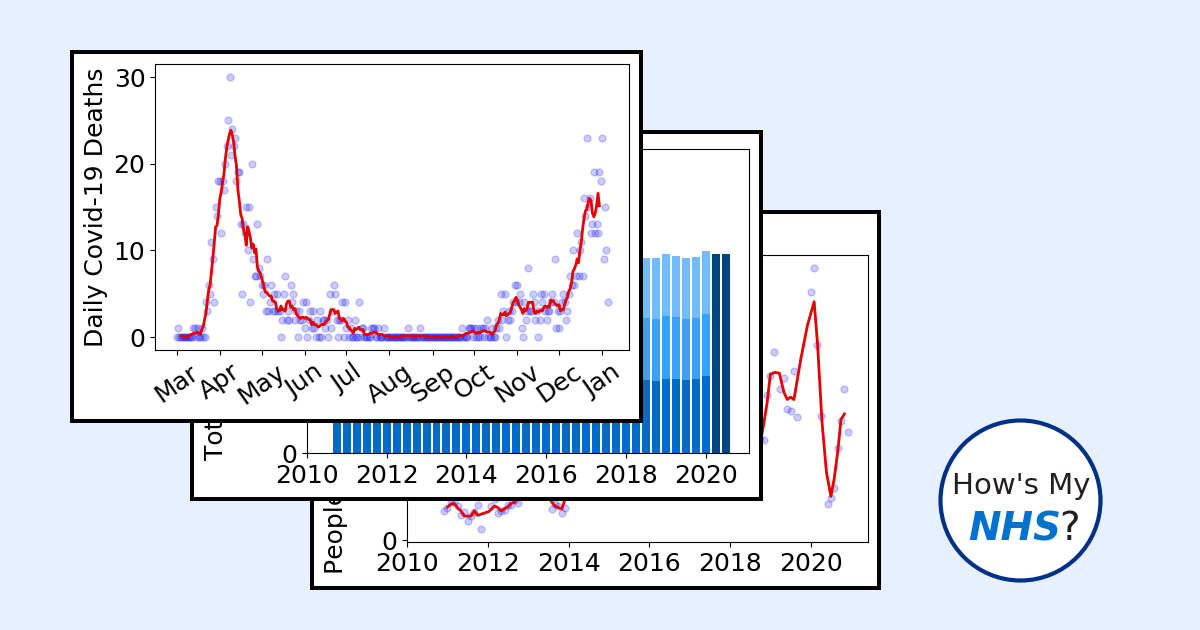 Daily Covid-19 Deaths
30
20
10
0
Mar Apr May Jun Jul Aug Sep Oct Nov Dec Jan
Tot
0
2010 2012 2014 2016 2018 2020
People
0
2010 2012 2014 2016 2018 2020
How's My
NHS?